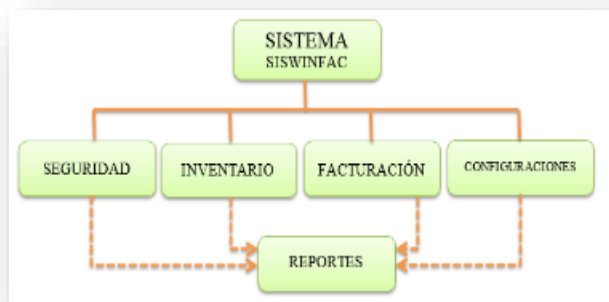 SISTEMA
SISWINFAC
SEGURIDAD
INVENTARIO
FACTURACIÓN
CONFIGURACIONES
REPORTES